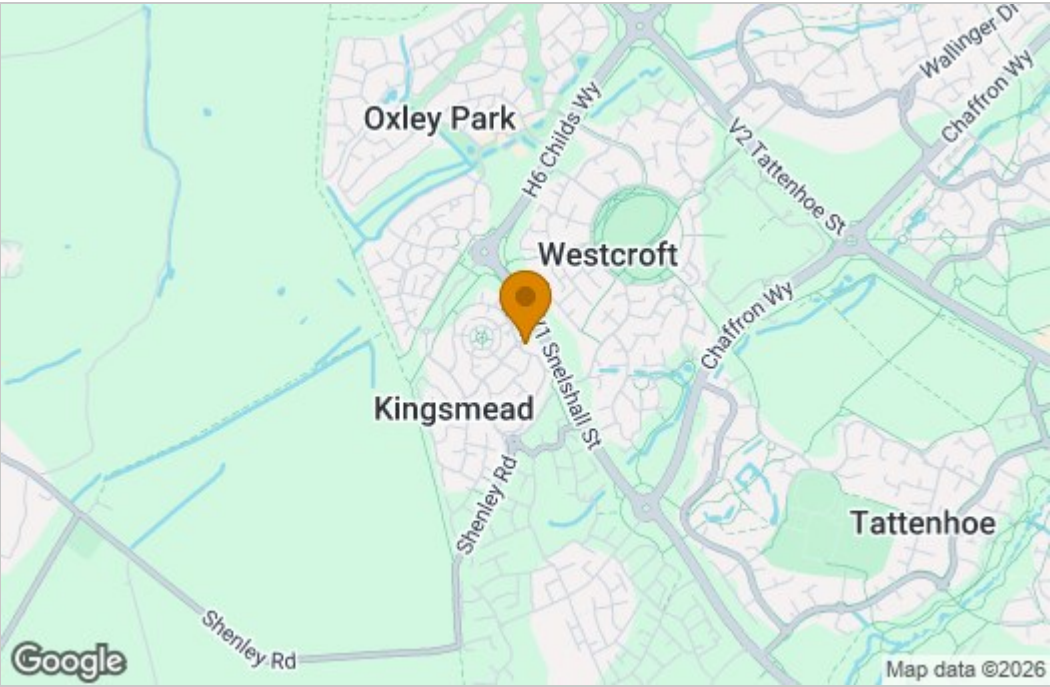 Wallinger Dr
Chaffron Wy
Oxley Park
H6 Childs Wy
V2 Tattenhoe St
Westcroft
Chaffron Wy
V1 Snelshall St
Kingsmead
Shenley Rd
Tattenhoe
Shenley Rd
Google
Map data ©2026